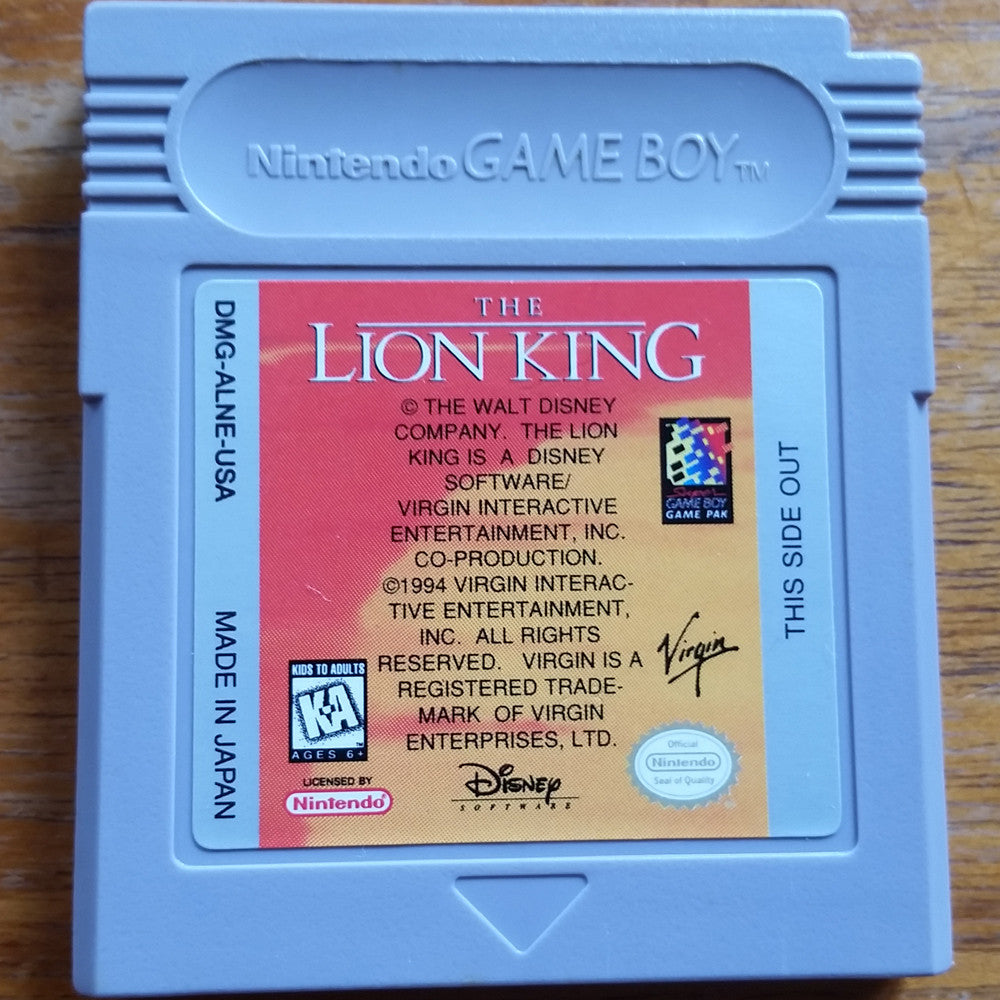 Nintendo GAME BOY™
DMG-ALNE-USA
MADE IN JAPAN
THE
LION KING
© THE WALT DISNEY
COMPANY. THE LION
KING IS A DISNEY
SOFTWARE/
VIRGIN INTERACTIVE
ENTERTAINMENT, INC.
CO-PRODUCTION.
©1994 VIRGIN INTERAC-
TIVE ENTERTAINMENT,
INC. ALL RIGHTS
RESERVED. VIRGIN IS A
REGISTERED TRADE-
MARK OF VIRGIN
ENTERPRISES, LTD.
Super
GAME BOY
GAME PAK
Virgin
KIDS TO ADULTS
K-A
™
AGES 6+
LICENSED BY
Nintendo®
Disney
SOFTWARE
Official
Nintendo
Seal of Quality
®
THIS SIDE OUT